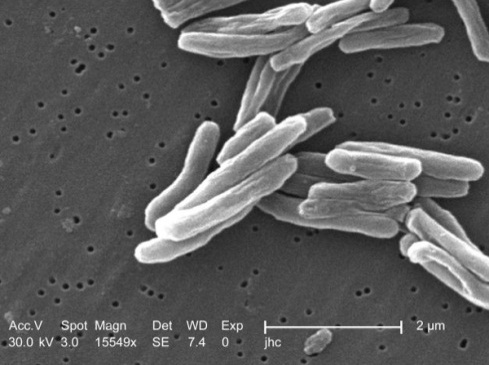 Acc.V Spot Magn Det WD Exp 2 µm
30.0 kV 3.0 15549x SE 7.4 0 jhc